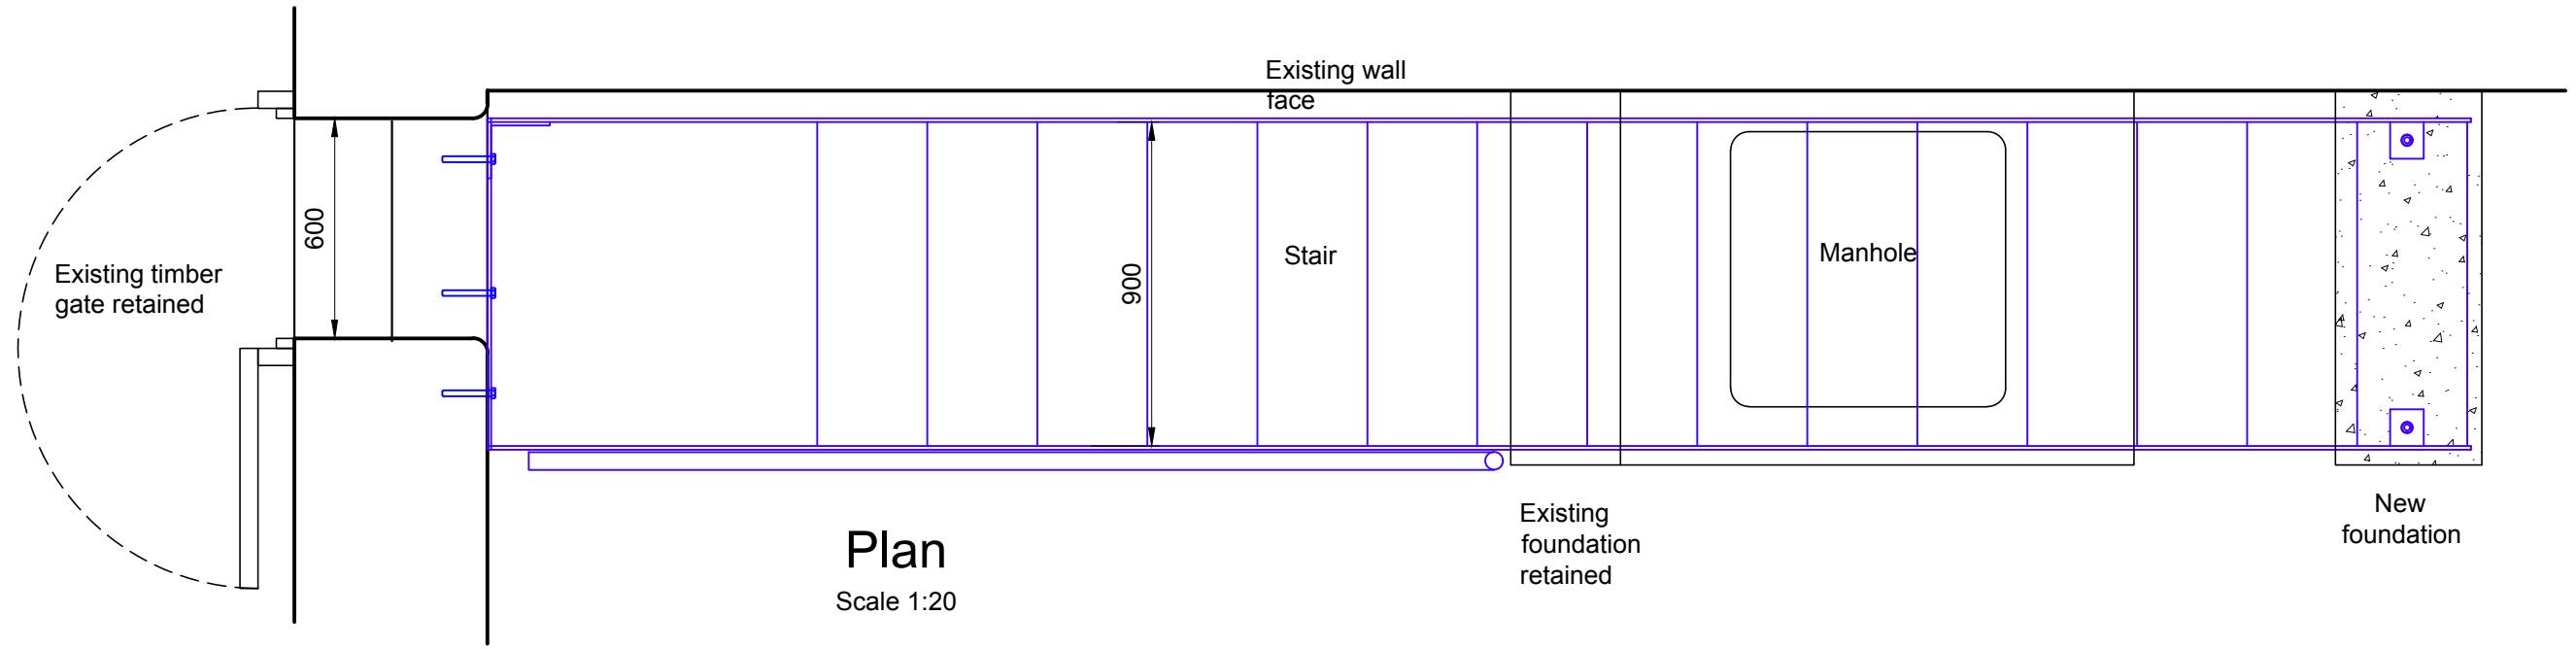 Existing wall
face
600
Existing timber
gate retained
900
Stair
Manhole
Existing
foundation
retained
New
foundation
Plan
Scale 1:20